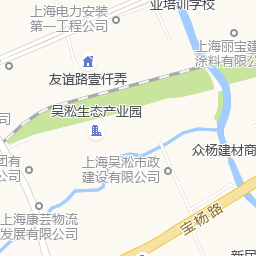 业培训学校
上海电力安装
第一工程公司
上海丽宝建
涂料有限公
友谊路壹仟弄
吴淞生态产业园
司
众杨建材商
上海吴淞市政
建设有限公司
团有
公司
上海康芸物流
发展有限公司
宝杨路
新民